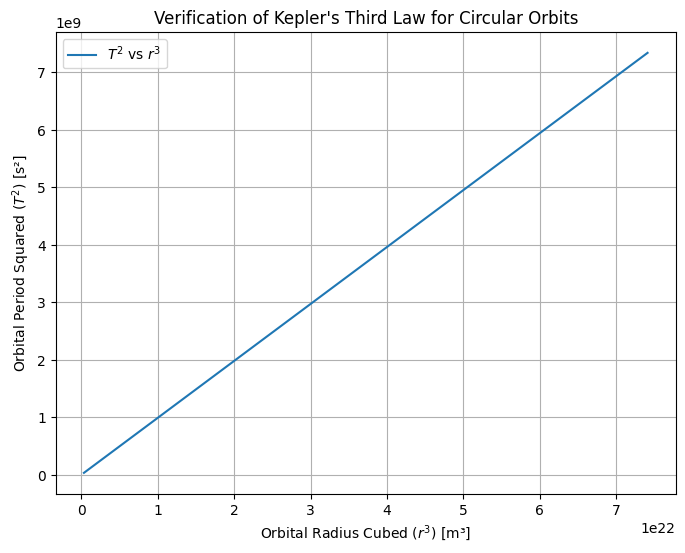 Verification of Kepler's Third Law for Circular Orbits
1e9
T² vs r³
Orbital Period Squared (T²) [s²]
7
6
5
4
3
2
1
0
0 1 2 3 4 5 6 7
1e22
Orbital Radius Cubed (r³) [m³]